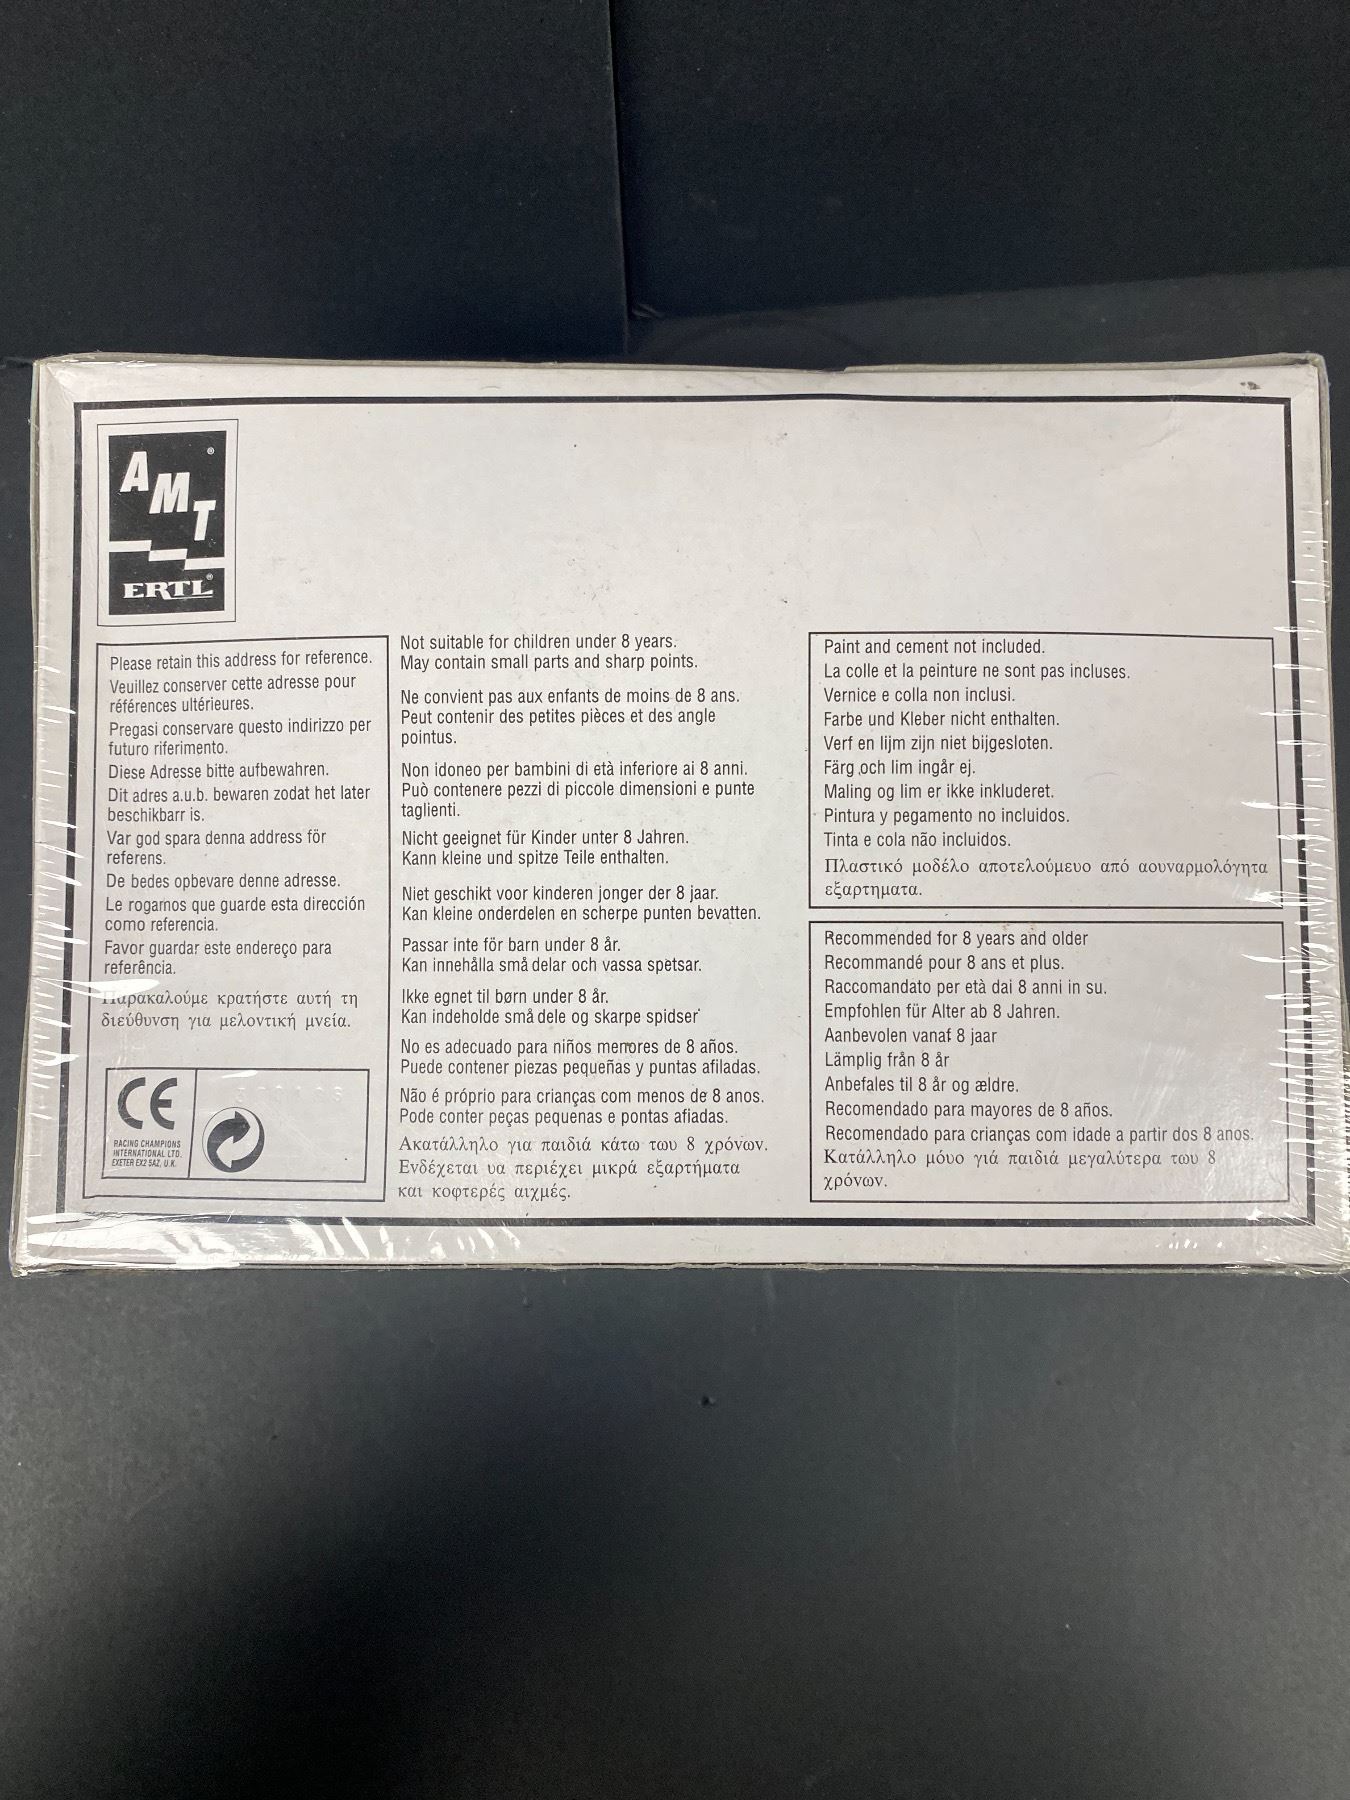 AMT®
ERTL®
Please retain this address for reference.
Veuillez conserver cette adresse pour
références ultérieures.
Pregasi conservare questo indirizzo per
futuro riferimento.
Diese Adresse bitte aufbewahren.
Dit adres a.u.b. bewaren zodat het later
beschikbarr is.
Var god spara denna address för
referens.
De bedes opbevare denne adresse.
Le rogamos que guarde esta dirección
como referencia.
Favor guardar este endereço para
referência.
Παρακαλούμε κρατήστε αυτή τη
διεύθυνση για μελοντική μνεία.
CE
RACING CHAMPIONS
INTERNATIONAL LTD.
EXETER EX2 5AZ, U.K.
Not suitable for children under 8 years.
May contain small parts and sharp points.
Ne convient pas aux enfants de moins de 8 ans.
Peut contenir des petites pièces et des angle
pointus.
Non idoneo per bambini di età inferiore ai 8 anni.
Può contenere pezzi di piccole dimensioni e punte
taglienti.
Nicht geeignet für Kinder unter 8 Jahren.
Kann kleine und spitze Teile enthalten.
Niet geschikt voor kinderen jonger der 8 jaar.
Kan kleine onderdelen en scherpe punten bevatten.
Passar inte för barn under 8 år.
Kan innehålla små delar och vassa spetsar.
Ikke egnet til børn under 8 år.
Kan indeholde små dele og skarpe spidser
No es adecuado para niños menores de 8 años.
Puede contener piezas pequeñas y puntas afiladas.
Não é próprio para crianças com menos de 8 anos.
Pode conter peças pequenas e pontas afiadas.
Ακατάλληλο για παιδιά κάτω τωυ 8 χρόνων.
Ενδέχεται υα περιέχει μικρά εξαρτήματα
και κοφτερές αιχμές.
Paint and cement not included.
La colle et la peinture ne sont pas incluses.
Vernice e colla non inclusi.
Farbe und Kleber nicht enthalten.
Verf en lijm zijn niet bijgesloten.
Färg och lim ingår ej.
Maling og lim er ikke inkluderet.
Pintura y pegamento no incluidos.
Tinta e cola não incluidos.
Πλαστικό μοδέλο αποτελούμευο από αουναρμολόγητα
εξαρτηματα.
Recommended for 8 years and older
Recommandé pour 8 ans et plus.
Raccomandato per età dai 8 anni in su.
Empfohlen für Alter ab 8 Jahren.
Aanbevolen vanaf 8 jaar
Lämplig från 8 år
Anbefales til 8 år og ældre.
Recomendado para mayores de 8 años.
Recomendado para crianças com idade a partir dos 8 anos.
Κατάλληλο μόυο γιά παιδιά μεγαλύτερα τωυ 8
χρόνων.